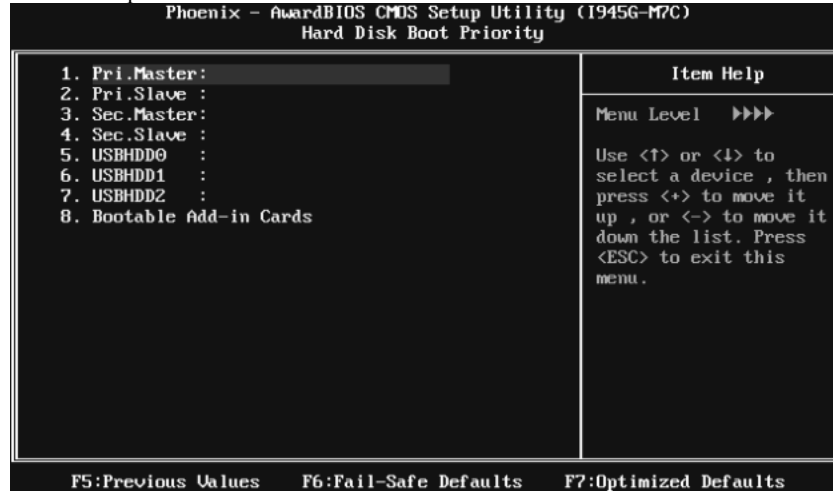 Phoenix - AwardBIOS CMOS Setup Utility (I945G-M7C)
Hard Disk Boot Priority
1. Pri.Master:
2. Pri.Slave :
3. Sec.Master:
4. Sec.Slave :
5. USBHDD0 :
6. USBHDD1 :
7. USBHDD2 :
8. Bootable Add-in Cards
Item Help
Menu Level ►►►►
Use <↑> or <↓> to
select a device , then
press <+> to move it
up , or <-> to move it
down the list. Press
<ESC> to exit this
menu.
F5:Previous Values F6:Fail-Safe Defaults F7:Optimized Defaults